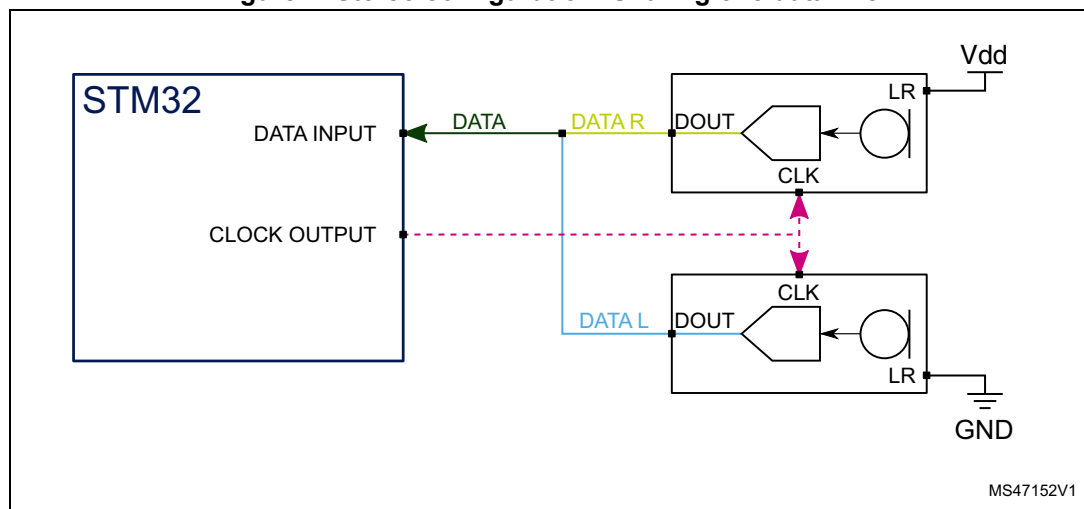 STM32
DATA INPUT
CLOCK OUTPUT
DATA
DATA R
DOUT
CLK
LR
Vdd
DATA L
DOUT
CLK
LR
GND
MS47152V1